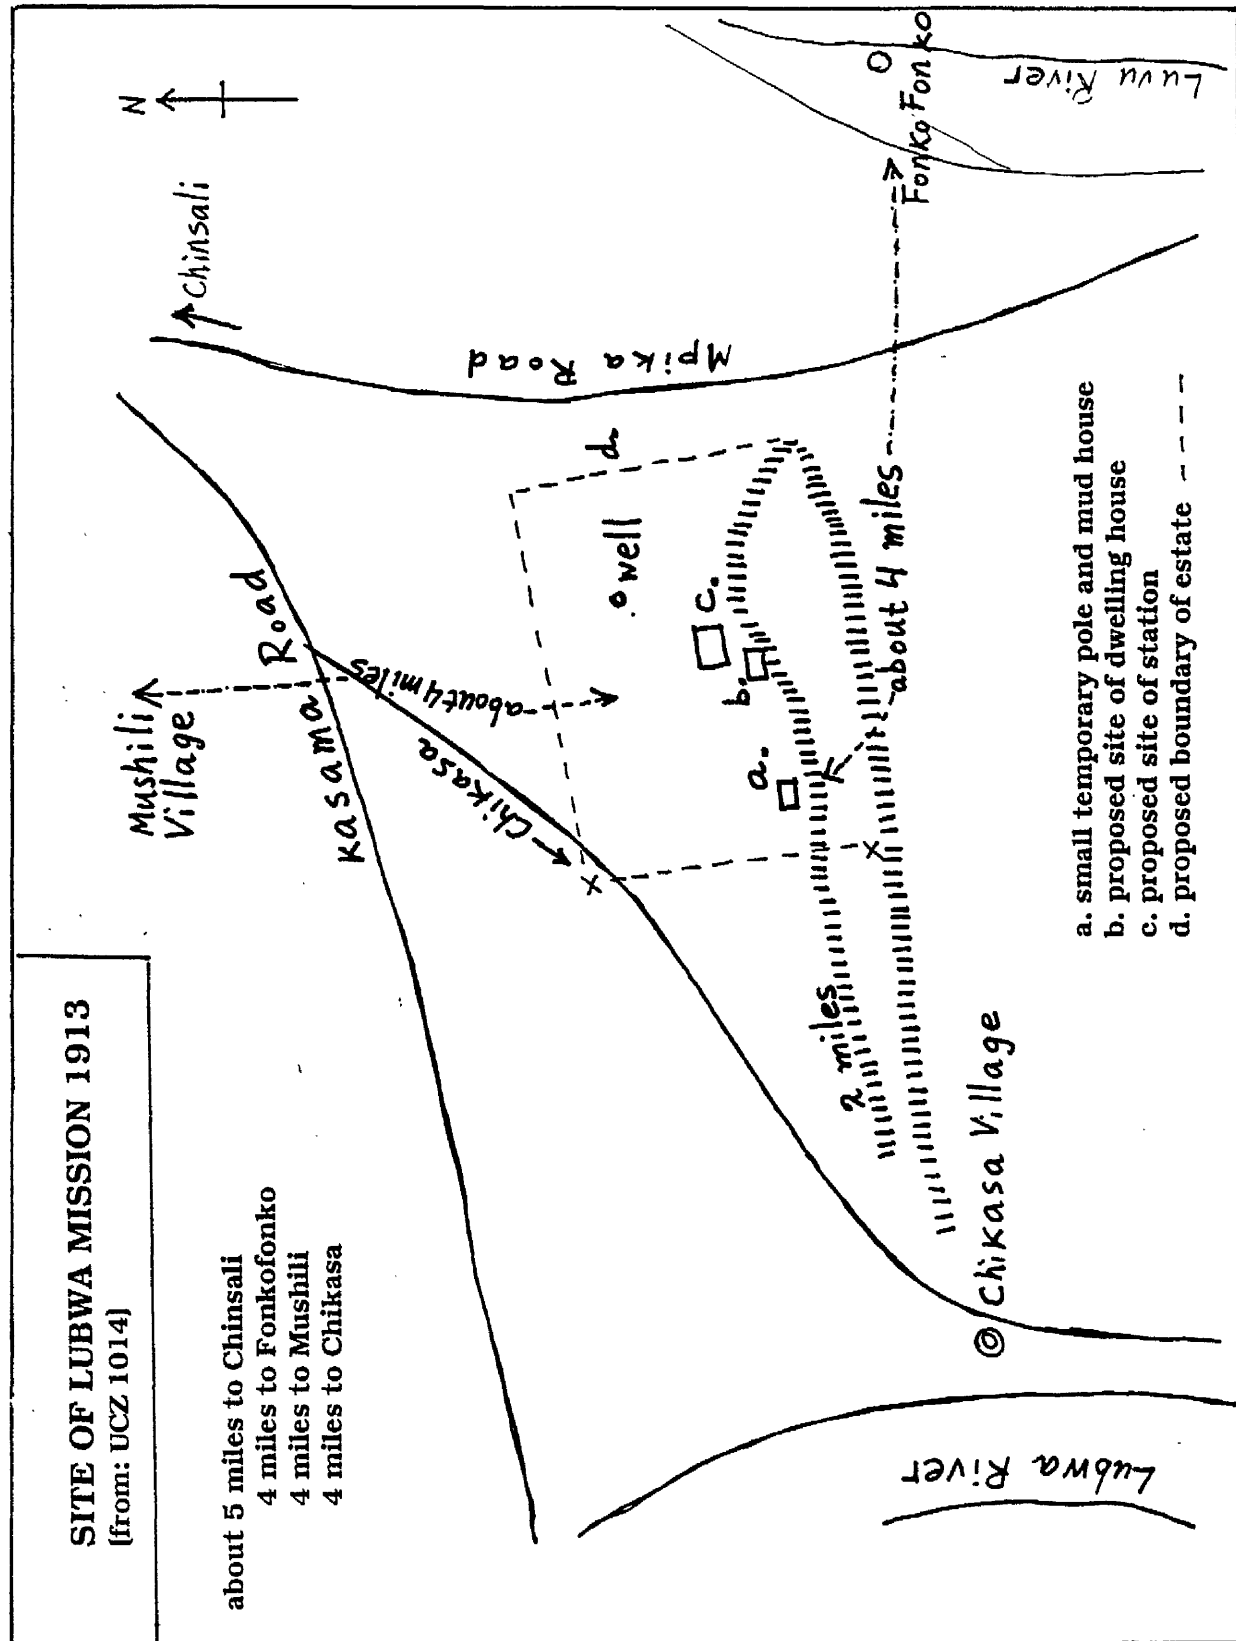 SITE OF LUBWA MISSION 1913
[from: UCZ 1014]
about 5 miles to Chinsali
4 miles to Fonkofonko
4 miles to Mushili
4 miles to Chikasa
Mushili
Village
Kasama Road
Chinsali
N
about 4 miles
Chikasa
Mpika Road
d.
well
c.
b.
a.
2 miles
about 4 miles
Fonko Fonko
Luvu River
Chikasa Village
Lubwa River
a. small temporary pole and mud house
b. proposed site of dwelling house
c. proposed site of station
d. proposed boundary of estate - - - -